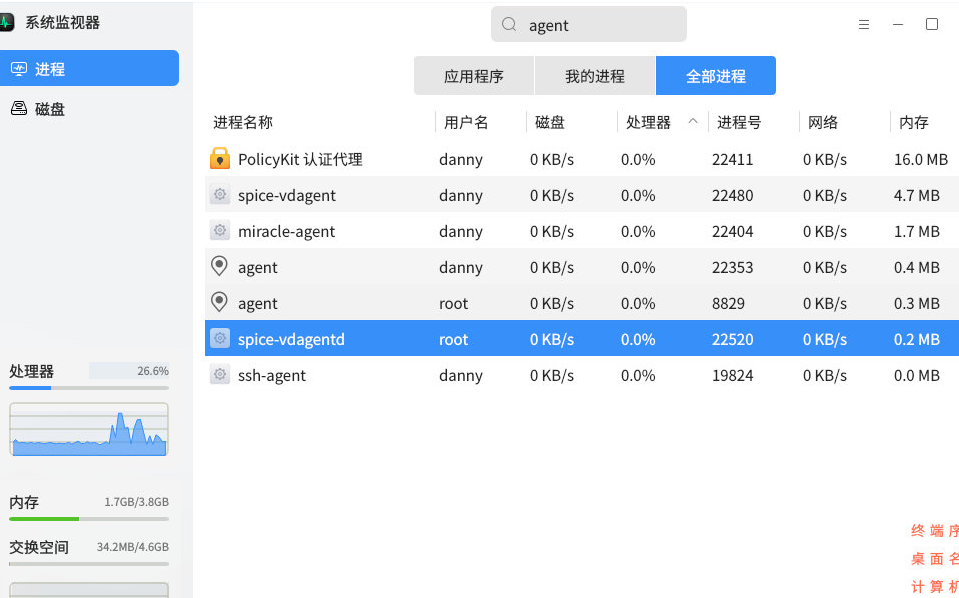 系统监视器
agent
进程
磁盘
应用程序 我的进程 全部进程
进程名称 用户名 磁盘 处理器 进程号 网络 内存
PolicyKit 认证代理 danny 0 KB/s 0.0% 22411 0 KB/s 16.0 MB
spice-vdagent danny 0 KB/s 0.0% 22480 0 KB/s 4.7 MB
miracle-agent danny 0 KB/s 0.0% 22404 0 KB/s 1.7 MB
agent danny 0 KB/s 0.0% 22353 0 KB/s 0.4 MB
agent root 0 KB/s 0.0% 8829 0 KB/s 0.3 MB
spice-vdagentd root 0 KB/s 0.0% 22520 0 KB/s 0.2 MB
ssh-agent danny 0 KB/s 0.0% 19824 0 KB/s 0.0 MB
处理器 26.6%
内存 1.7GB/3.8GB
交换空间 34.2MB/4.6GB
终端序
桌面名
计算机